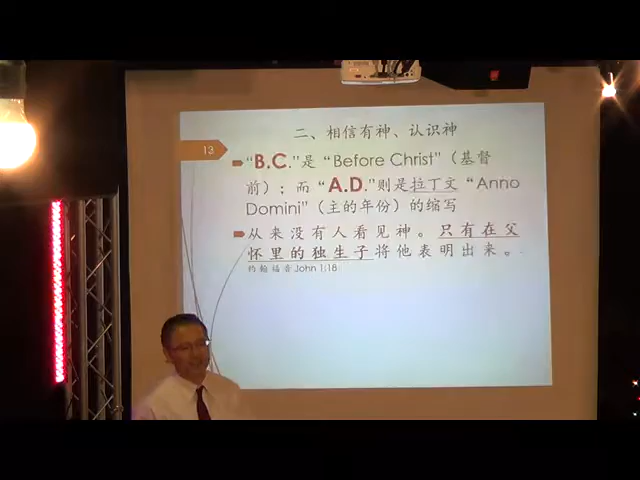 二、相信有神、认识神
13
“B.C.”是“Before Christ”（基督
前）；而“A.D.”则是拉丁文“Anno
Domini”（主的年份）的缩写
从来没有人看见神。只有在父
怀里的独生子将他表明出来。
约翰福音 John 1:18